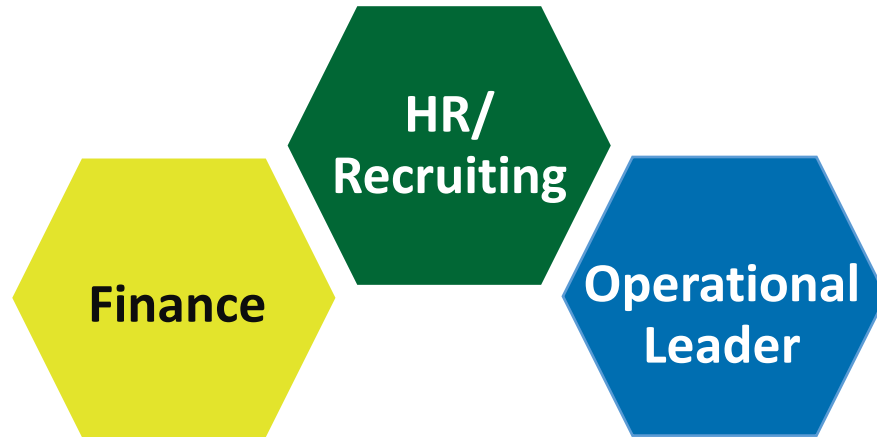 HR/
Recruiting
Finance
Operational
Leader